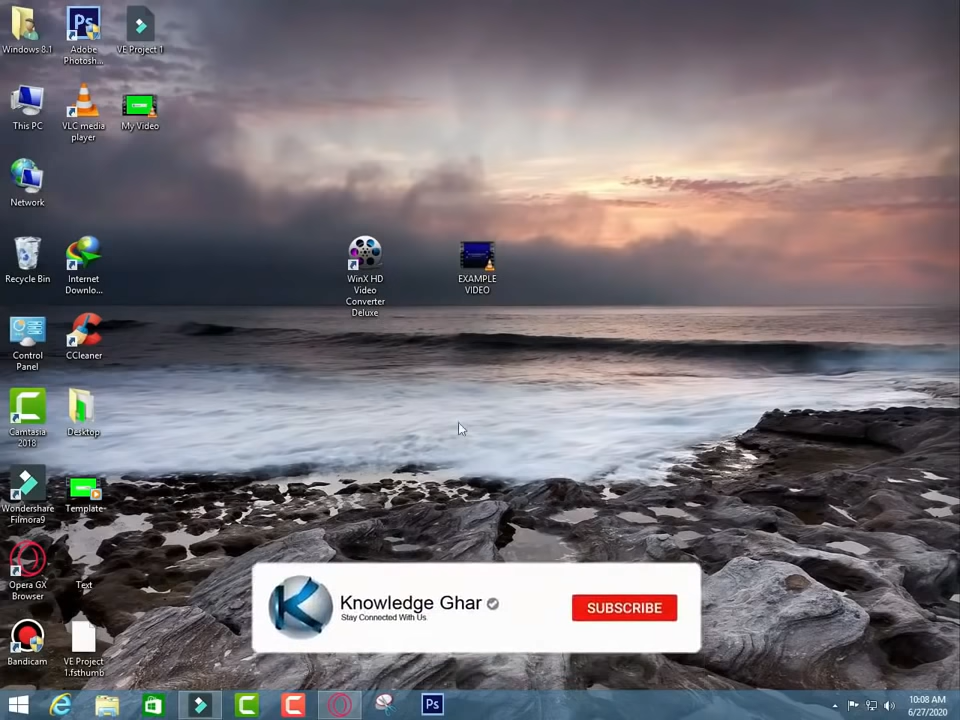 Windows 8.1
Adobe
Photosh...
VE Project 1
This PC
VLC media
player
My Video
Network
Recycle Bin
Internet
Downlo...
WinX HD
Video
Converter
Deluxe
EXAMPLE
VIDEO
Control
Panel
CCleaner
Camtasia
2018
Desktop
Wondershare
Filmora9
Template
Opera GX
Browser
Text
Bandicam
VE Project
1.fsthumb
Knowledge Ghar
Stay Connected With Us
SUBSCRIBE
Ps
Ps
10:08 AM
6/27/2020